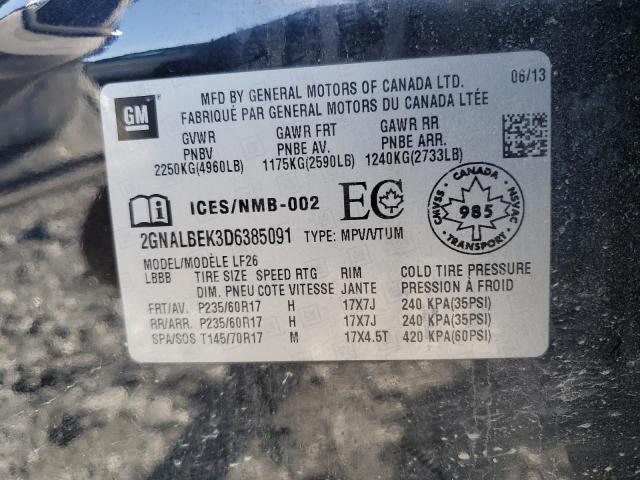 GM
MFD BY GENERAL MOTORS OF CANADA LTD. 06/13
FABRIQUÉ PAR GENERAL MOTORS DU CANADA LTÉE
GVWR GAWR FRT GAWR RR
PNBV PNBE AV. PNBE ARR.
2250KG(4960LB) 1175KG(2590LB) 1240KG(2733LB)
ICES/NMB-002 EC
CANADA
CMVSS 985 NSVAC
TRANSPORT
2GNALBEK3D6385091 TYPE: MPV/VTUM
MODEL/MODÈLE LF26
LBBB TIRE SIZE SPEED RTG RIM COLD TIRE PRESSURE
DIM. PNEU COTE VITESSE JANTE PRESSION À FROID
FRT/AV. P235/60R17 H 17X7J 240 KPA(35PSI)
RR/ARR. P235/60R17 H 17X7J 240 KPA(35PSI)
SPA/SOS T145/70R17 M 17X4.5T 420 KPA(60PSI)